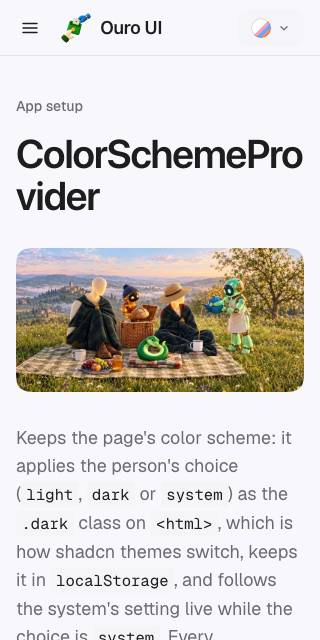 Ouro UI
App setup
ColorSchemePro
vider
Keeps the page's color scheme: it
applies the person's choice
( light , dark or system ) as the
.dark class on <html> , which is
how shadcn themes switch, keeps
it in localStorage , and follows
the system's setting live while the
choice is system . Every